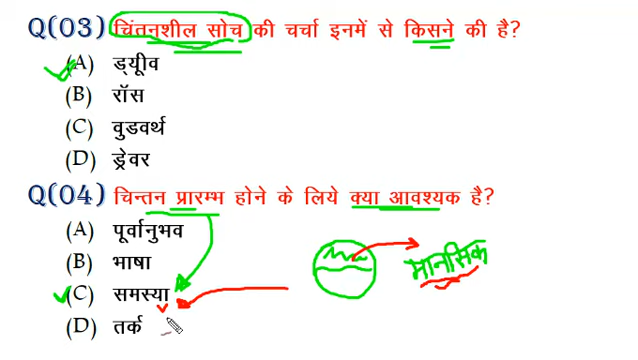 Q(03) चिंतनशील सोच की चर्चा इनमें से किसने की है?
(A) ड्यूीव
(B) रॉस
(C) वुडवर्थ
(D) ड्रेवर
Q(04) चिन्तन प्रारम्भ होने के लिये क्या आवश्यक है?
(A) पूर्वानुभव
(B) भाषा
(C) समस्या
(D) तर्क
मानसिक